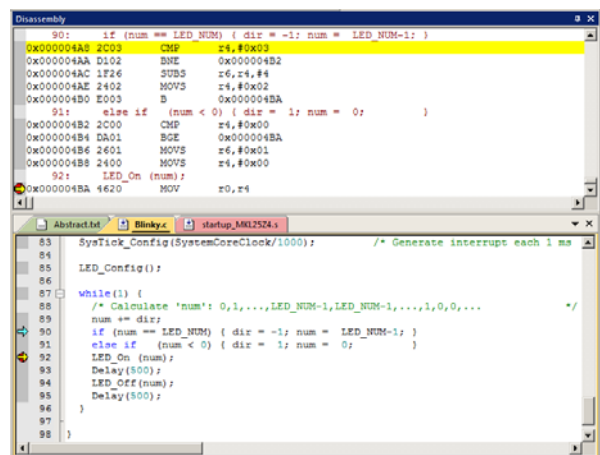 Disassembly
90: if (num == LED_NUM) { dir = -1; num = LED_NUM-1; }
0x000004A8 2C03 CMP r4,#0x03
0x000004AA D102 BNE 0x000004B2
0x000004AC 1F26 SUBS r6,r4,#4
0x000004AE 2402 MOVS r4,#0x02
0x000004B0 E003 B 0x000004BA
91: else if (num < 0) { dir = 1; num = 0; }
0x000004B2 2C00 CMP r4,#0x00
0x000004B4 DA01 BGE 0x000004BA
0x000004B6 2601 MOVS r6,#0x01
0x000004B8 2400 MOVS r4,#0x00
92: LED_On (num);
0x000004BA 4620 MOV r0,r4
Abstract.txt Blinky.c startup_MKL25Z4.s
83 SysTick_Config(SystemCoreClock/1000); /* Generate interrupt each 1 ms
84
85 LED_Config();
86
87 while(1) {
88 /* Calculate 'num': 0,1,...,LED_NUM-1,LED_NUM-1,...,1,0,0,... */
89 num += dir;
90 if (num == LED_NUM) { dir = -1; num = LED_NUM-1; }
91 else if (num < 0) { dir = 1; num = 0; }
92 LED_On (num);
93 Delay(500);
94 LED_Off(num);
95 Delay(500);
96 }
97
98 }